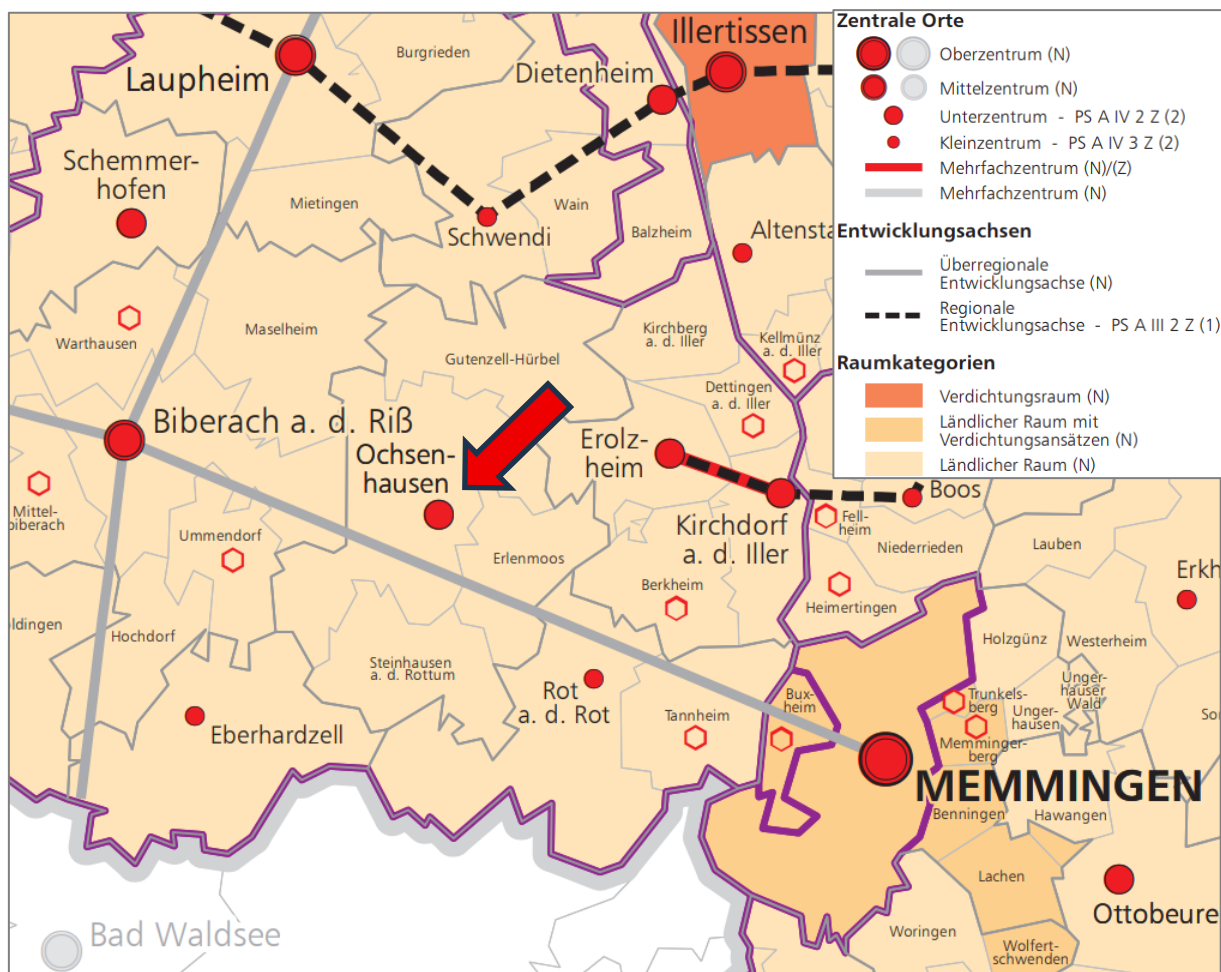 Burgrieden
Illertissen
Laupheim
Dietenheim
Schemmer-
hofen
Mietingen
Wain
Schwendi
Balzheim
Altensta
Warthausen
Maselheim
Kirchberg
a. d. Iller
Kellmünz
a. d. Iller
Gutenzell-Hürbel
Dettingen
a. d. Iller
Biberach a. d. Riß
Ochsen-
hausen
Erolz-
heim
Boos
Mittel-
biberach
Kirchdorf
a. d. Iller
Fell-
heim
Ummendorf
Niederrieden
Lauben
Erlenmoos
Berkheim
Heimertingen
Erkh
ldingen
Hochdorf
Holzgünz
Westerheim
Steinhausen
a. d. Rottum
Rot
a. d. Rot
Bux-
heim
Trunkels-
berg
Ungerhauser
Wald
Unger-
hausen
Tannheim
Eberhardzell
Memminger-
berg
Son
MEMMINGEN
Benningen
Hawangen
Lachen
Ottobeure
Bad Waldsee
Woringen
Wolfert-
schwenden
Zentrale Orte
Oberzentrum (N)
Mittelzentrum (N)
Unterzentrum - PS A IV 2 Z (2)
Kleinzentrum - PS A IV 3 Z (2)
Mehrfachzentrum (N)/(Z)
Mehrfachzentrum (N)
Entwicklungsachsen
Überregionale
Entwicklungsachse (N)
Regionale
Entwicklungsachse - PS A III 2 Z (1)
Raumkategorien
Verdichtungsraum (N)
Ländlicher Raum mit
Verdichtungsansätzen (N)
Ländlicher Raum (N)